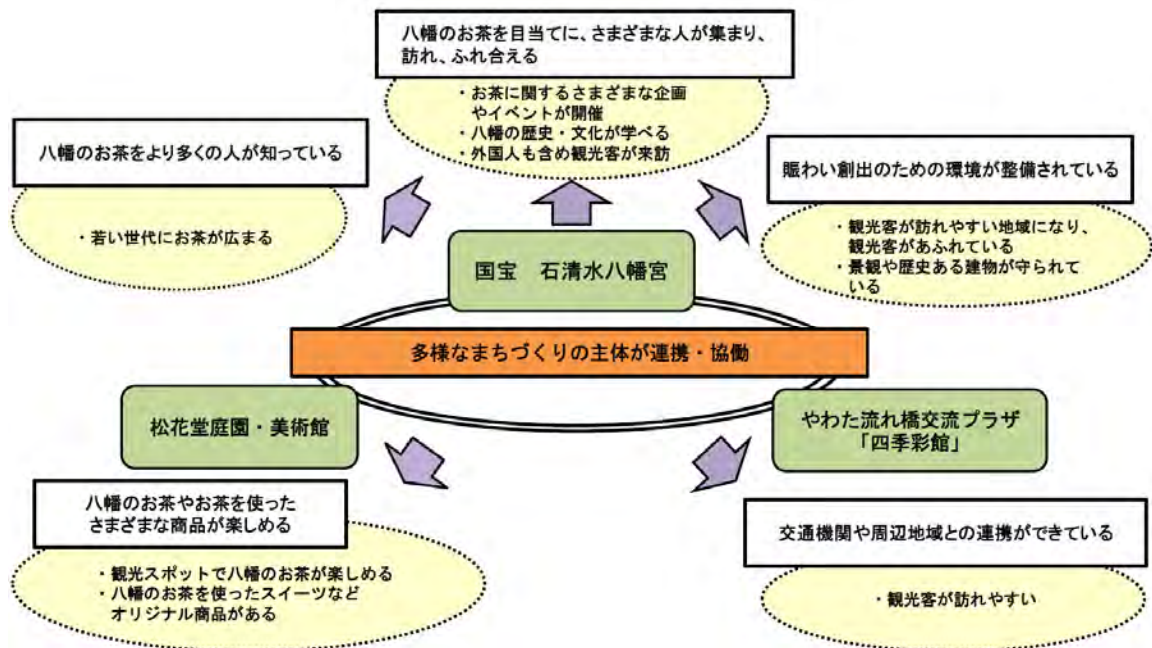 八幡のお茶を目当てに、さまざまな人が集まり、
訪れ、ふれ合える
・お茶に関するさまざまな企画
やイベントが開催
・八幡の歴史・文化が学べる
・外国人も含め観光客が来訪
八幡のお茶をより多くの人が知っている
・若い世代にお茶が広まる
賑わい創出のための環境が整備されている
・観光客が訪れやすい地域になり、
観光客があふれている
・景観や歴史ある建物が守られて
いる
国宝　石清水八幡宮
多様なまちづくりの主体が連携・協働
松花堂庭園・美術館
やわた流れ橋交流プラザ
「四季彩館」
八幡のお茶やお茶を使った
さまざまな商品が楽しめる
・観光スポットで八幡のお茶が楽しめる
・八幡のお茶を使ったスイーツなど
オリジナル商品がある
交通機関や周辺地域との連携ができている
・観光客が訪れやすい